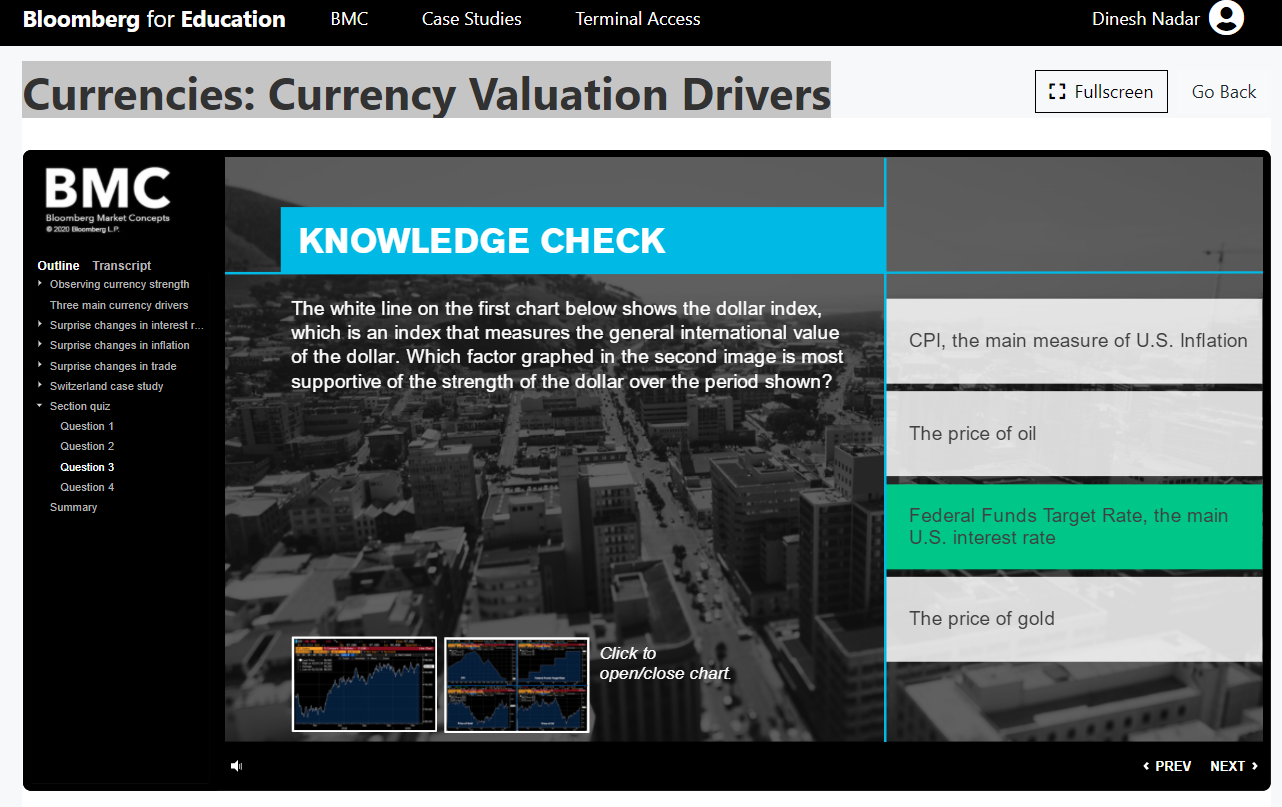 Bloomberg for Education
BMC
Case Studies
Terminal Access
Dinesh Nadar
Currencies: Currency Valuation Drivers
Fullscreen
Go Back
BMC
Bloomberg Market Concepts
© 2020 Bloomberg L.P.
Outline
Transcript
Observing currency strength
Three main currency drivers
Surprise changes in interest r...
Surprise changes in inflation
Surprise changes in trade
Switzerland case study
Section quiz
Question 1
Question 2
Question 3
Question 4
Summary
KNOWLEDGE CHECK
The white line on the first chart below shows the dollar index,
which is an index that measures the general international value
of the dollar. Which factor graphed in the second image is most
supportive of the strength of the dollar over the period shown?
CPI, the main measure of U.S. Inflation
The price of oil
Federal Funds Target Rate, the main
U.S. interest rate
The price of gold
Click to
open/close chart.
PREV
NEXT